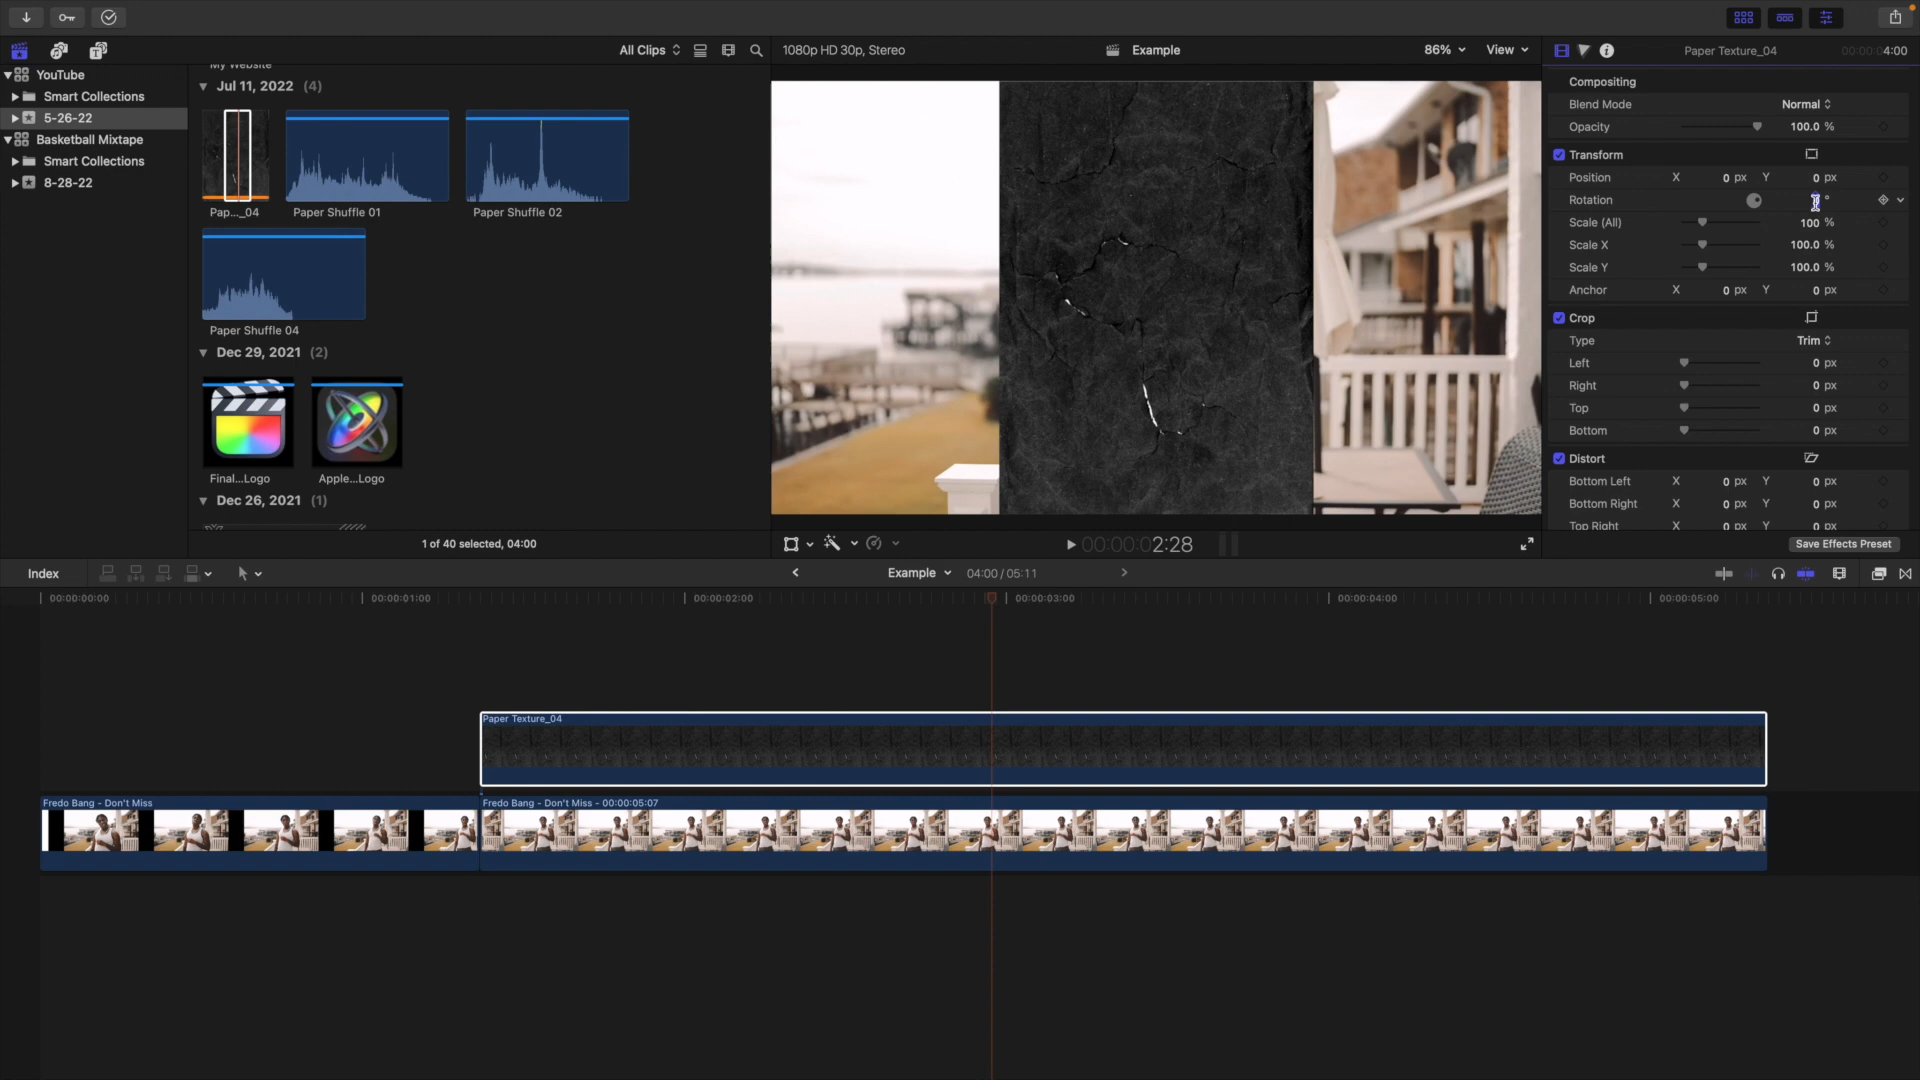 All Clips
1080p HD 30p, Stereo
Example
86%
View
Paper Texture_04
00:00:04:00
YouTube
Smart Collections
5-26-22
Basketball Mixtape
Smart Collections
8-28-22
My Website
Jul 11, 2022 (4)
Pap..._04
Paper Shuffle 01
Paper Shuffle 02
Paper Shuffle 04
Dec 29, 2021 (2)
Final...Logo
Apple...Logo
Dec 26, 2021 (1)
1 of 40 selected, 04:00
00:00:02:28
Compositing
Blend Mode Normal
Opacity 100.0 %
Transform
Position X 0 px Y 0 px
Rotation °
Scale (All) 100 %
Scale X 100.0 %
Scale Y 100.0 %
Anchor X 0 px Y 0 px
Crop
Type Trim
Left 0 px
Right 0 px
Top 0 px
Bottom 0 px
Distort
Bottom Left X 0 px Y 0 px
Bottom Right X 0 px Y 0 px
Top Right X 0 px Y 0 px
Save Effects Preset
Index
Example
04:00 / 05:11
00:00:00:00
00:00:01:00
00:00:02:00
00:00:03:00
00:00:04:00
00:00:05:00
Paper Texture_04
Fredo Bang - Don't Miss
Fredo Bang - Don't Miss - 00:00:05:07